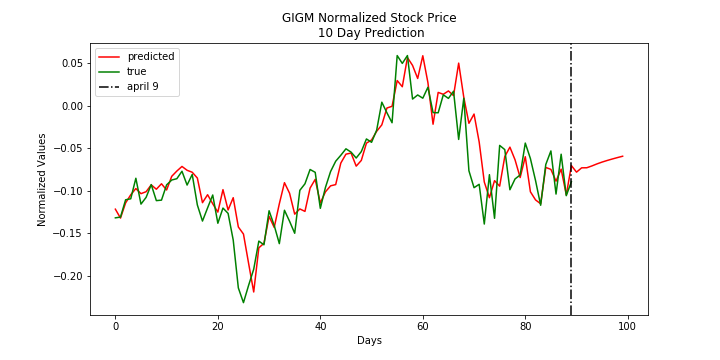 GIGM Normalized Stock Price
10 Day Prediction
predicted
true
april 9
Normalized Values
0.05
0.00
−0.05
−0.10
−0.15
−0.20
0
20
40
60
80
100
Days